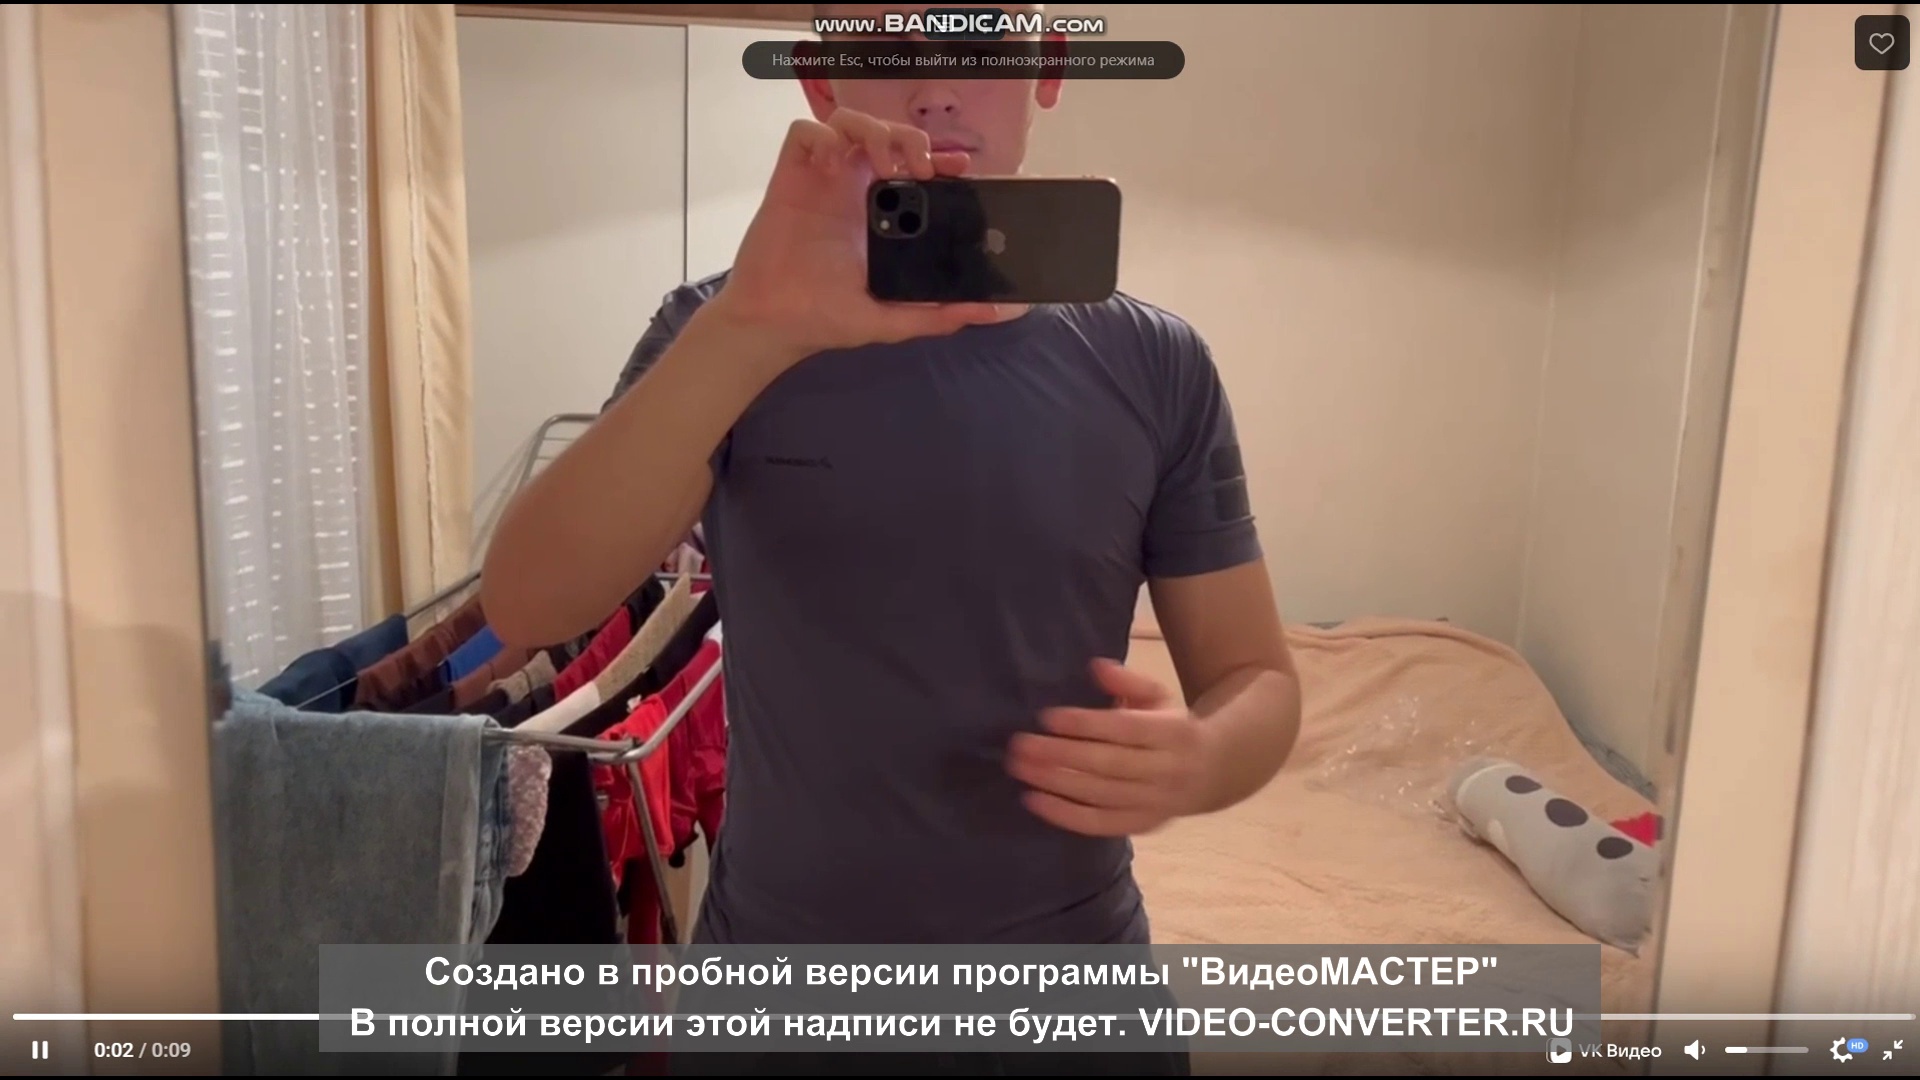 www.BANDICAM.com
Нажмите Esc, чтобы выйти из полноэкранного режима
Создано в пробной версии программы "ВидеоМАСТЕР"
В полной версии этой надписи не будет. VIDEO-CONVERTER.RU
0:02 / 0:09
VK Видео
HD